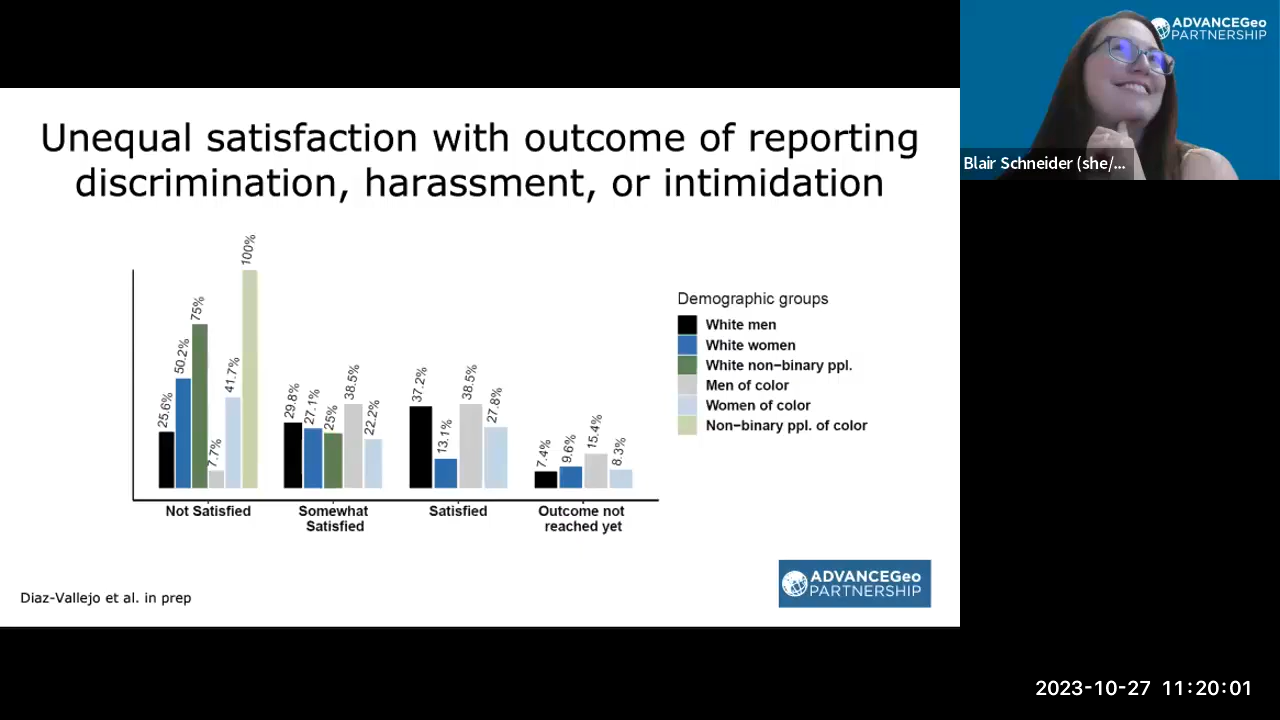 Unequal satisfaction with outcome of reporting
discrimination, harassment, or intimidation
25.6%
50.2%
75%
7.7%
41.7%
100%
29.8%
27.1%
25%
38.5%
22.2%
37.2%
13.1%
38.5%
27.8%
7.4%
9.6%
15.4%
8.3%
Not Satisfied
Somewhat
Satisfied
Satisfied
Outcome not
reached yet
Demographic groups
White men
White women
White non−binary ppl.
Men of color
Women of color
Non−binary ppl. of color
Diaz-Vallejo et al. in prep
ADVANCEGeo
PARTNERSHIP
ADVANCEGeo
PARTNERSHIP
Blair Schneider (she/...
2023-10-27 11:20:01